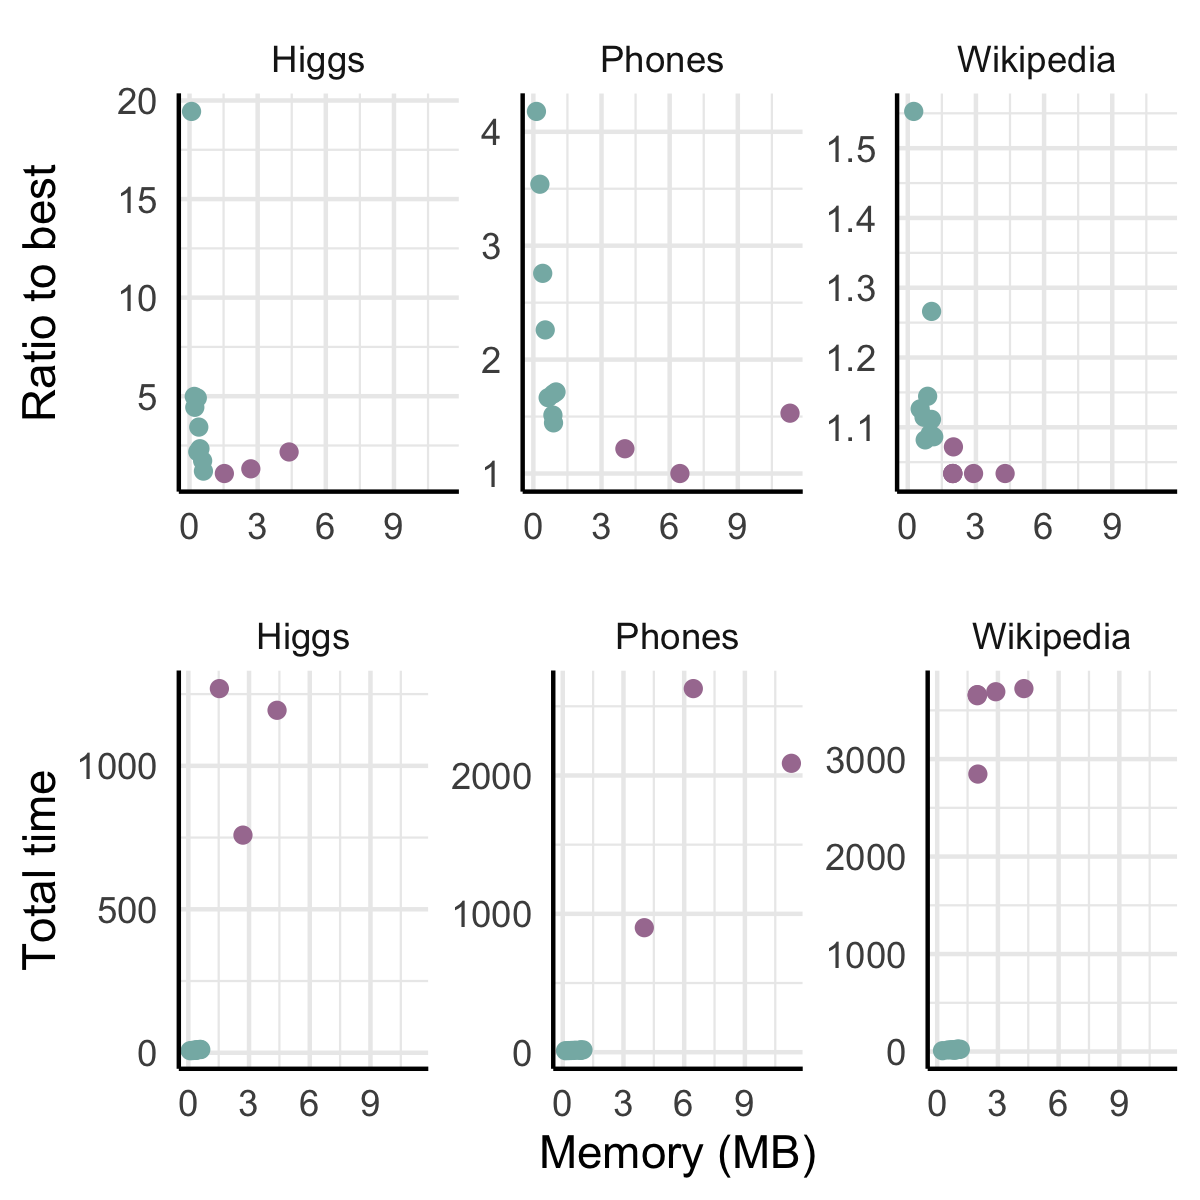 Higgs Phones Wikipedia
Ratio to best
20 15 10 5
4 3 2 1
1.5 1.4 1.3 1.2 1.1
0 3 6 9 0 3 6 9 0 3 6 9
Higgs Phones Wikipedia
Total time
1000 500 0
2000 1000 0
3000 2000 1000 0
0 3 6 9 0 3 6 9 0 3 6 9
Memory (MB)